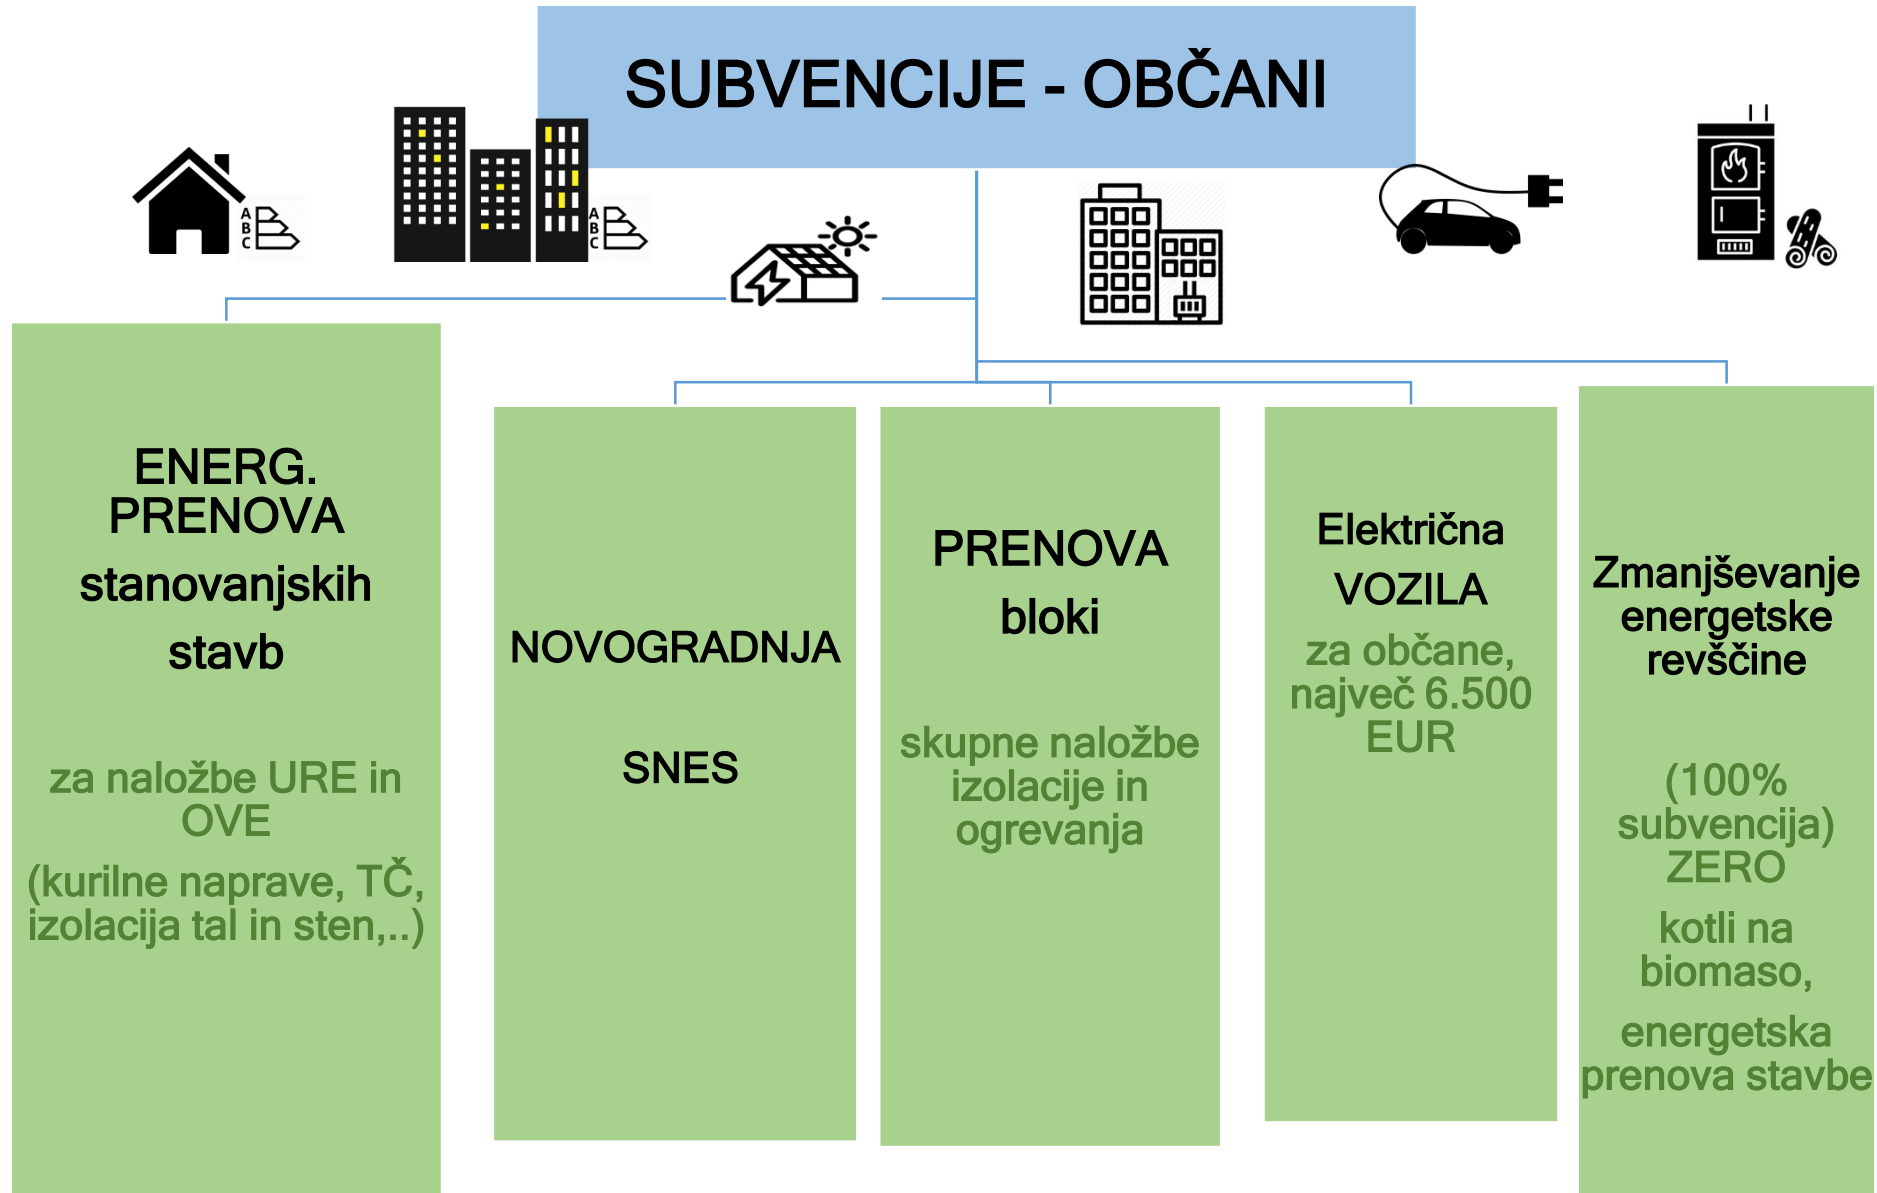 SUBVENCIJE - OBČANI
A
B
C
A
B
C
ENERG.
PRENOVA
stanovanjskih
stavb
za naložbe URE in
OVE
(kurilne naprave, TČ,
izolacija tal in sten,..)
NOVOGRADNJA
SNES
PRENOVA
bloki
skupne naložbe
izolacije in
ogrevanja
Električna
VOZILA
za občane,
največ 6.500
EUR
Zmanjševanje
energetske
revščine
(100%
subvencija)
ZERO
kotli na
biomaso,
energetska
prenova stavbe